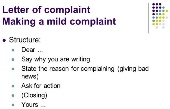 Letter of complaint
Making a mild complaint
Structure:
Dear ...
Say why you are writing
State the reason for complaining (giving bad
news)
Ask for action
(Closing)
Yours ...